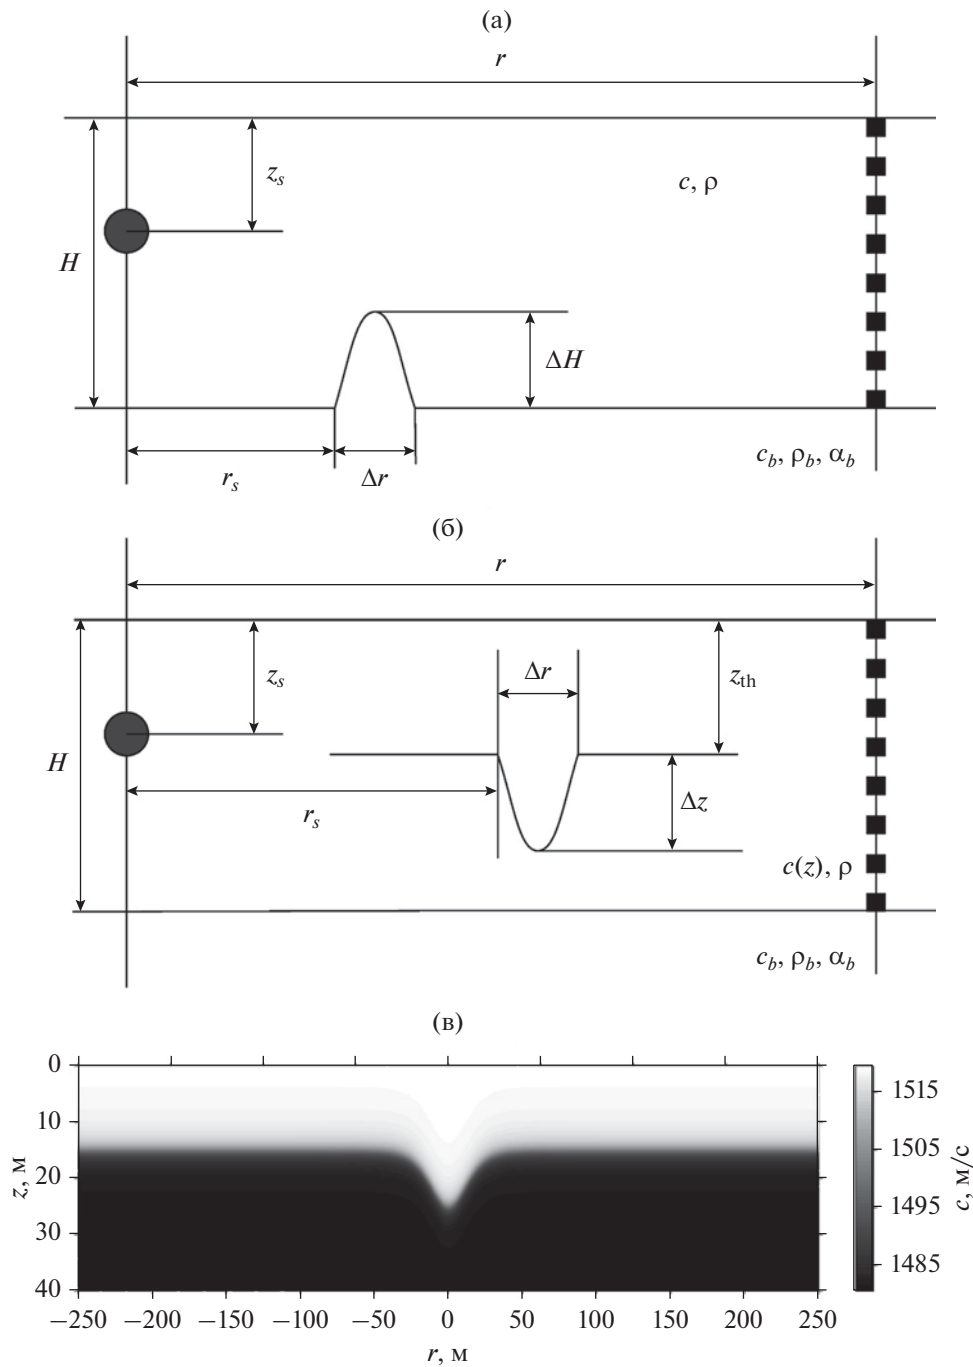 (а)
r
z_s
c, ρ
H
ΔH
c_b, ρ_b, α_b
r_s
Δr
(б)
r
Δr
z_s
z_th
H
Δz
r_s
c(z), ρ
c_b, ρ_b, α_b
(в)
0
10
20
30
40
z, м
1515
1505
1495
1485
c, м/с
−250 −200 −150 −100 −50 0 50 100 150 200 250
r, м